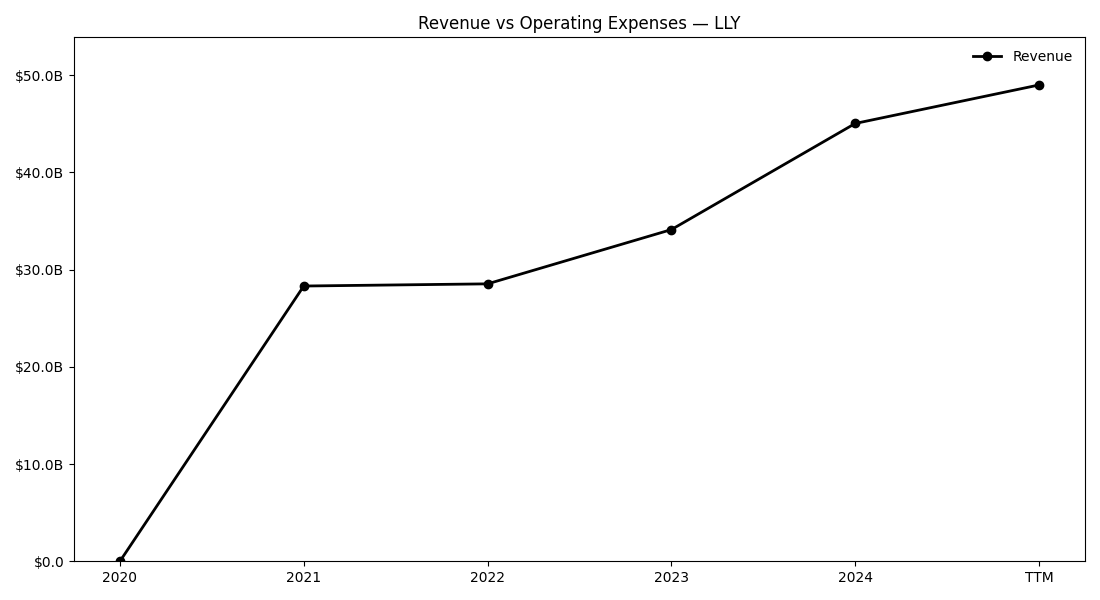 Revenue vs Operating Expenses — LLY
Revenue
$50.0B
$40.0B
$30.0B
$20.0B
$10.0B
$0.0
2020 2021 2022 2023 2024 TTM